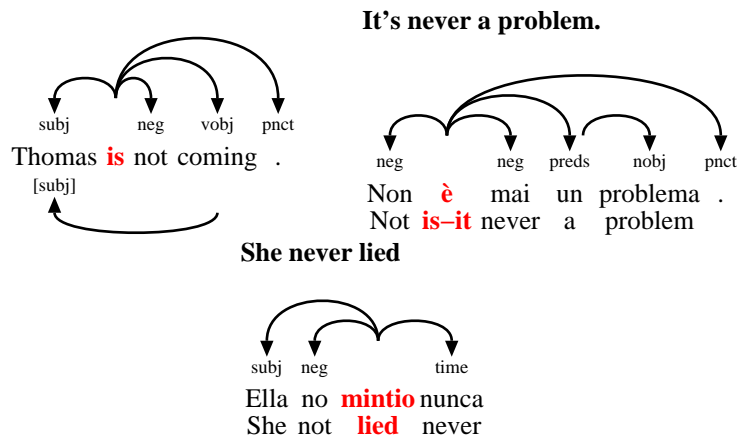 It's never a problem.
subj neg vobj pnct
Thomas is not coming .
[subj]
neg neg preds nobj pnct
Non è mai un problema .
Not is–it never a problem
She never lied
subj neg time
Ella no mintio nunca
She not lied never